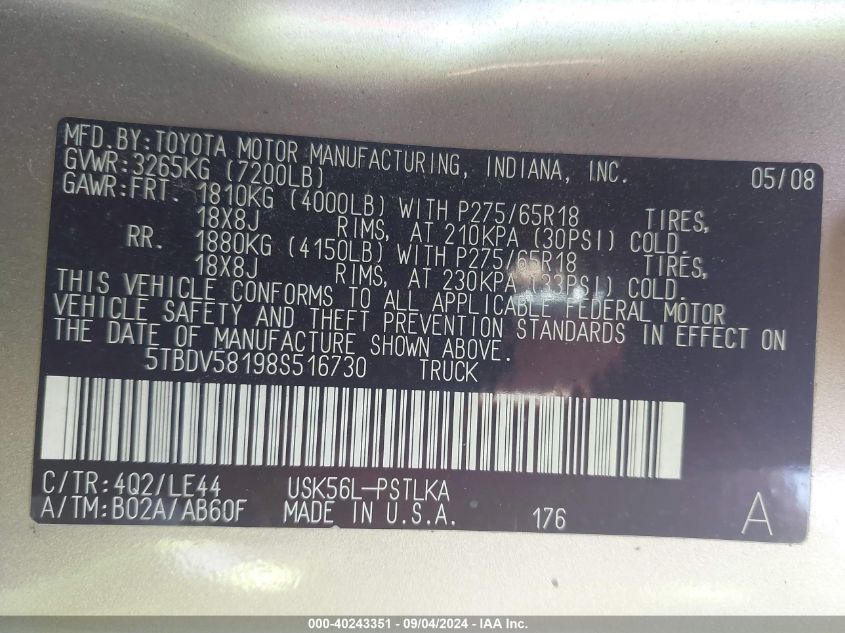 MFD.BY:TOYOTA MOTOR MANUFACTURING, INDIANA, INC. 05/08
GVWR:3265KG (7200LB)
GAWR:FRT. 1810KG (4000LB) WITH P275/65R18 TIRES,
18X8J RIMS, AT 210KPA (30PSI) COLD.
RR. 1880KG (4150LB) WITH P275/65R18 TIRES,
18X8J RIMS, AT 230KPA (33PSI) COLD.
THIS VEHICLE CONFORMS TO ALL APPLICABLE FEDERAL MOTOR
VEHICLE SAFETY AND THEFT PREVENTION STANDARDS IN EFFECT ON
THE DATE OF MANUFACTURE SHOWN ABOVE.
5TBDV58198S516730 TRUCK
C/TR:4Q2/LE44 USK56L-PSTLKA
A/TM:B02A/AB60F MADE IN U.S.A. 176 A
000-40243351 - 09/04/2024 - IAA Inc.